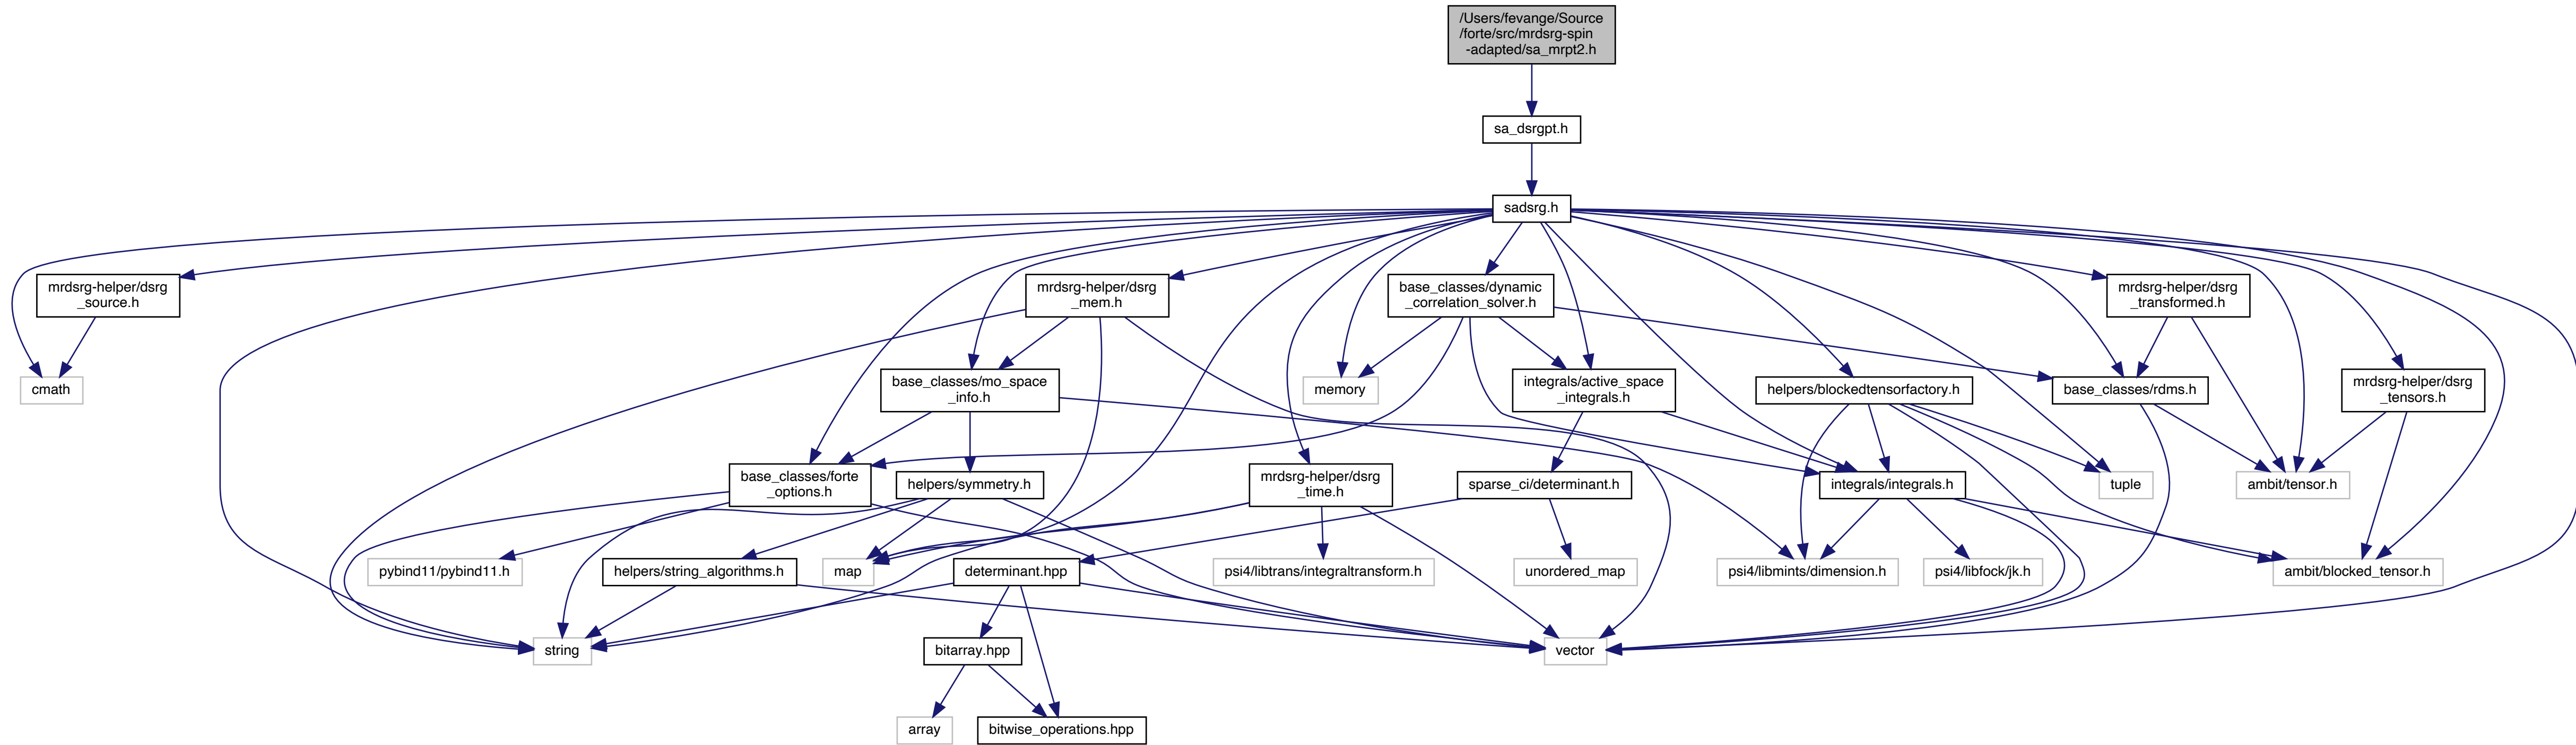 /Users/fevange/Source
/forte/src/mrdsrg-spin
-adapted/sa_mrpt2.h
sa_dsrgpt.h
sadsrg.h
mrdsrg-helper/dsrg
_source.h
mrdsrg-helper/dsrg
_mem.h
base_classes/dynamic
_correlation_solver.h
mrdsrg-helper/dsrg
_transformed.h
cmath
base_classes/mo_space
_info.h
memory
integrals/active_space
_integrals.h
helpers/blockedtensorfactory.h
base_classes/rdms.h
mrdsrg-helper/dsrg
_tensors.h
base_classes/forte
_options.h
helpers/symmetry.h
mrdsrg-helper/dsrg
_time.h
sparse_ci/determinant.h
integrals/integrals.h
tuple
ambit/tensor.h
pybind11/pybind11.h
helpers/string_algorithms.h
map
determinant.hpp
psi4/libtrans/integraltransform.h
unordered_map
psi4/libmints/dimension.h
psi4/libfock/jk.h
ambit/blocked_tensor.h
string
bitarray.hpp
vector
array
bitwise_operations.hpp